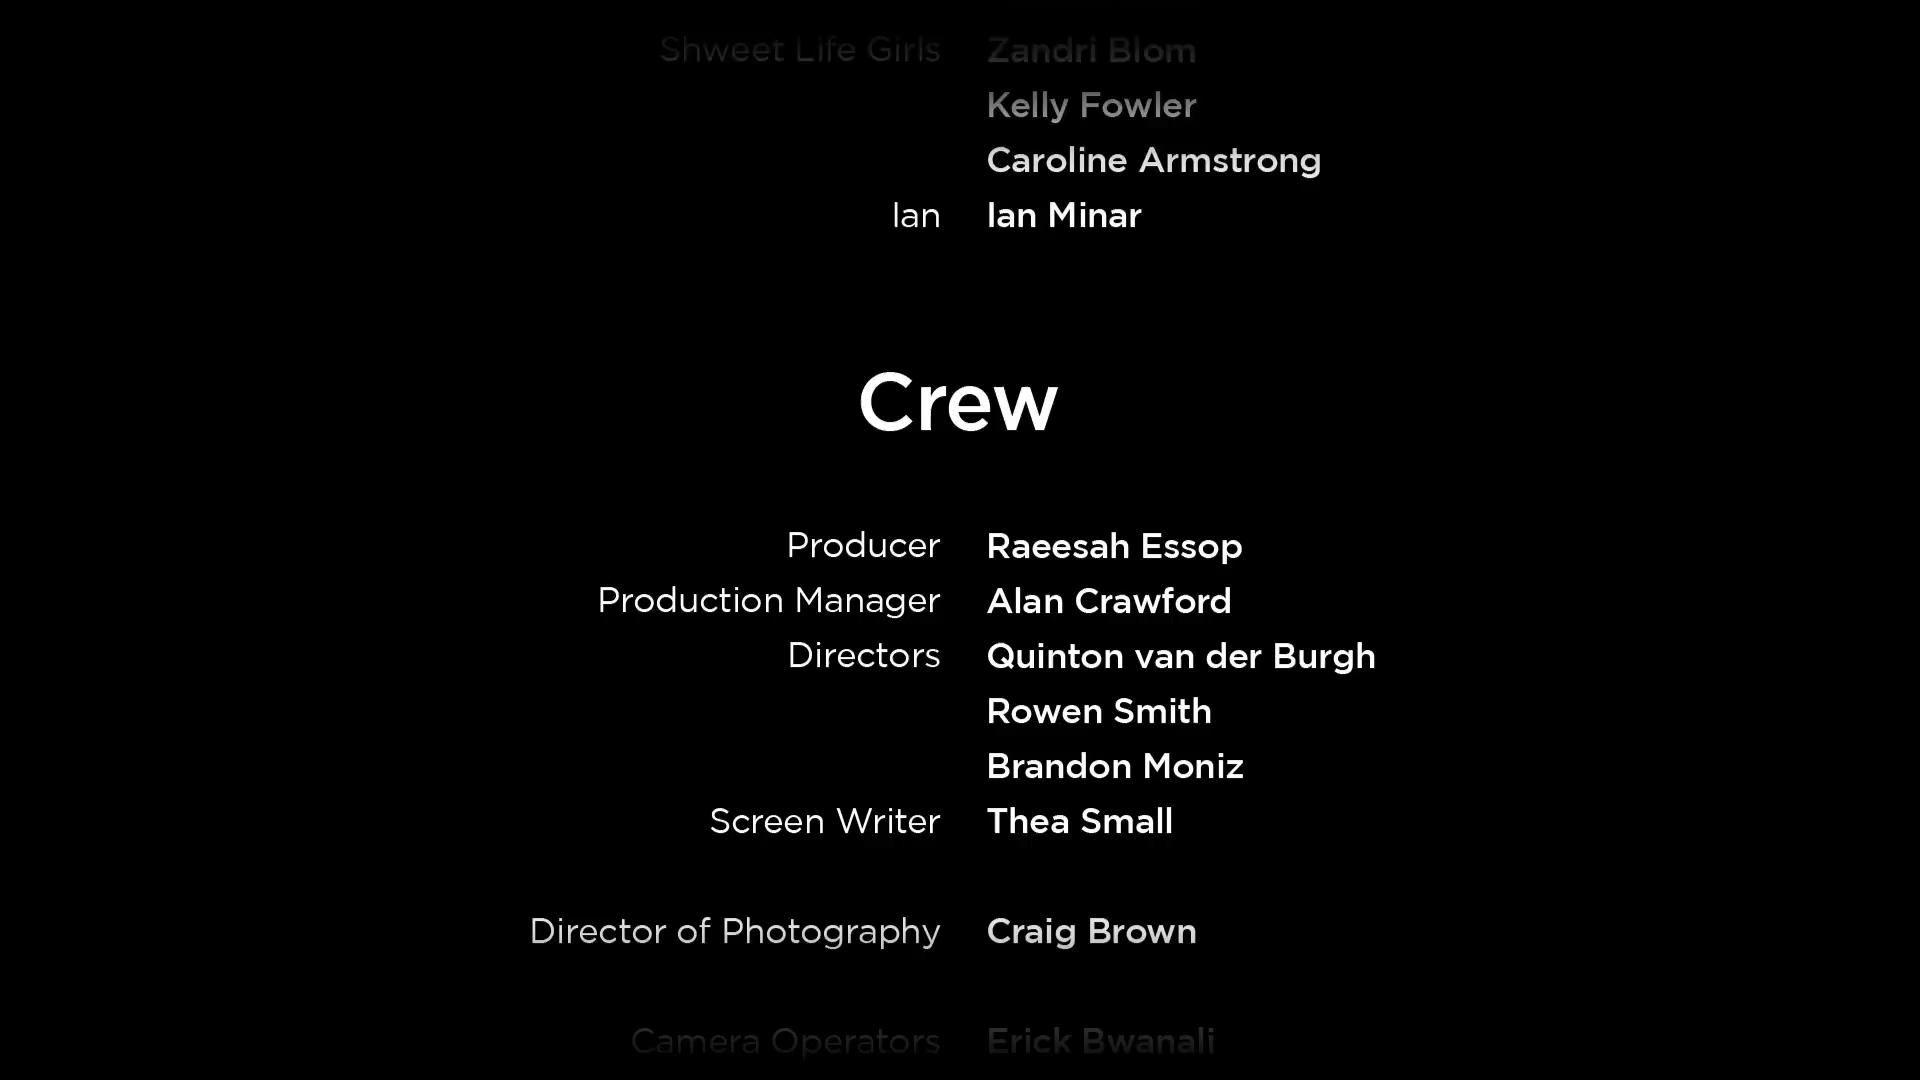 Shweet Life Girls Zandri Blom
Kelly Fowler
Caroline Armstrong
Ian Ian Minar
Crew
Producer Raeesah Essop
Production Manager Alan Crawford
Directors Quinton van der Burgh
Rowen Smith
Brandon Moniz
Screen Writer Thea Small
Director of Photography Craig Brown
Camera Operators Erick Bwanali